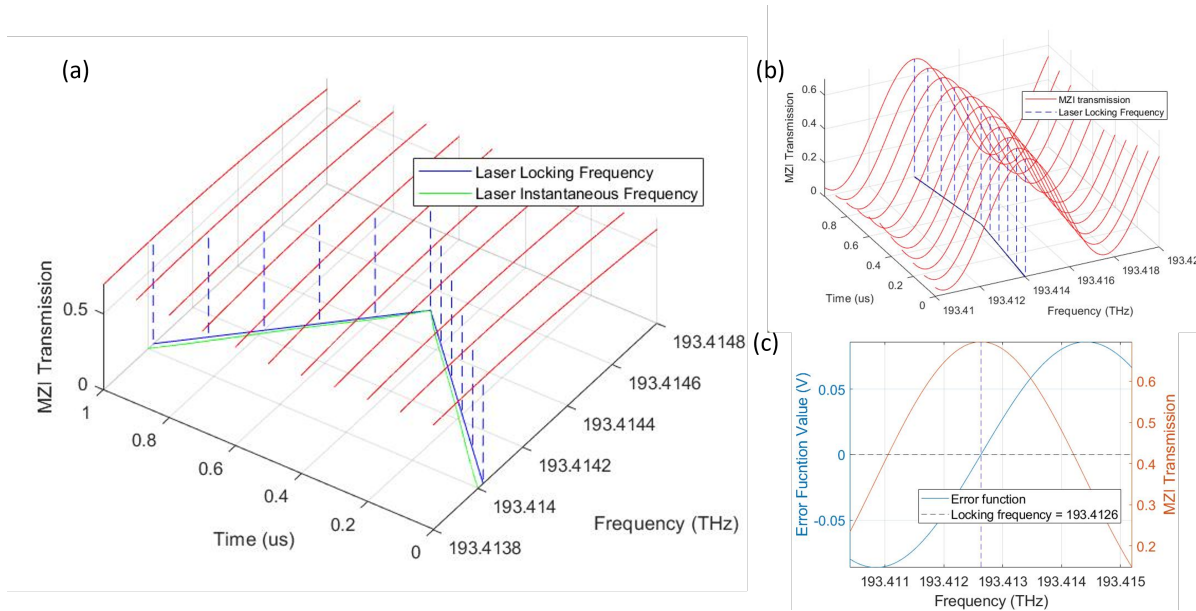 (a)
Laser Locking Frequency
Laser Instantaneous Frequency
MZI Transmission
0.5
0
1
0.8
0.6
0.4
0.2
0
Time (us)
193.4138
193.414
193.4142
193.4144
193.4146
193.4148
Frequency (THz)
(b)
MZI transmission
Laser Locking Frequency
MZI Transmission
0.6
0.4
0.2
0
0.8
0.6
0.4
0.2
0
Time (us)
193.41
193.412
193.414
193.416
193.418
193.42
Frequency (THz)
(c)
Error Fucntion Value (V)
0.05
0
-0.05
Error function
Locking frequency = 193.4126
0.6
0.5
0.4
0.3
0.2
MZI Transmission
193.411
193.412
193.413
193.414
193.415
Frequency (THz)